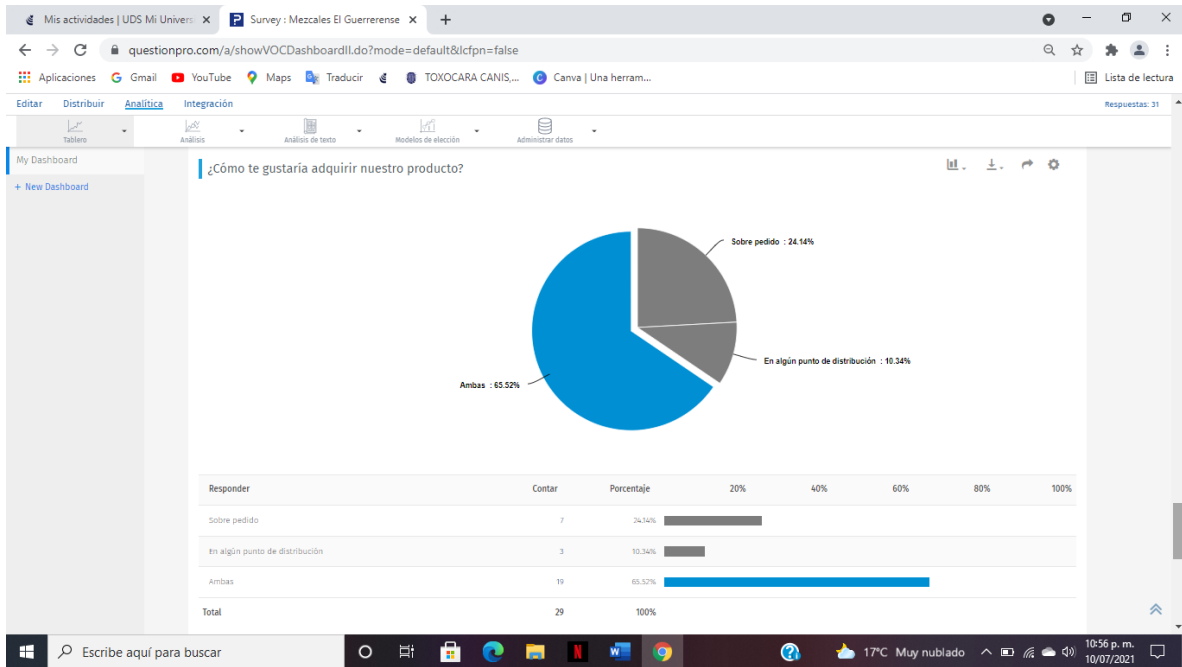 Mis actividades | UDS Mi Univers
Survey : Mezcales El Guerrerense
questionpro.com/a/showVOCDashboardII.do?mode=default&lcfpn=false
Aplicaciones Gmail YouTube Maps Traducir TOXOCARA CANIS,... Canva | Una herram... Lista de lectura
Editar Distribuir Analítica Integración Respuestas: 31
Tablero Análisis Análisis de texto Modelos de elección Administrar datos
My Dashboard
+ New Dashboard
¿Cómo te gustaría adquirir nuestro producto?
Sobre pedido : 24.14%
En algún punto de distribución : 10.34%
Ambas : 65.52%
Responder Contar Porcentaje 20% 40% 60% 80% 100%
Sobre pedido 7 24.14%
En algún punto de distribución 3 10.34%
Ambas 19 65.52%
Total 29 100%
Escribe aquí para buscar 17°C Muy nublado 10:56 p. m.
10/07/2021